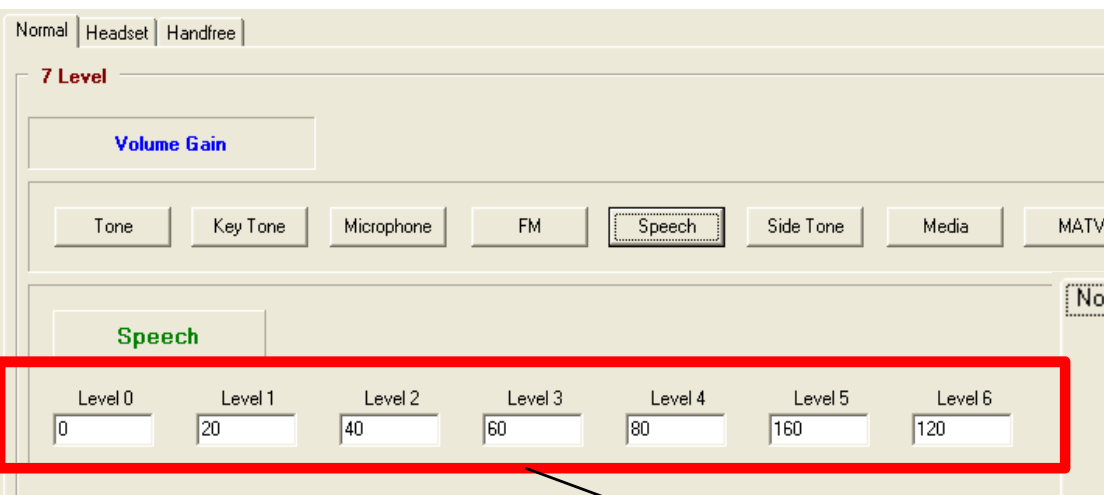 Normal Headset Handfree
7 Level
Volume Gain
Tone Key Tone Microphone FM Speech Side Tone Media MATV
No
Speech
Level 0 Level 1 Level 2 Level 3 Level 4 Level 5 Level 6
0 20 40 60 80 160 120